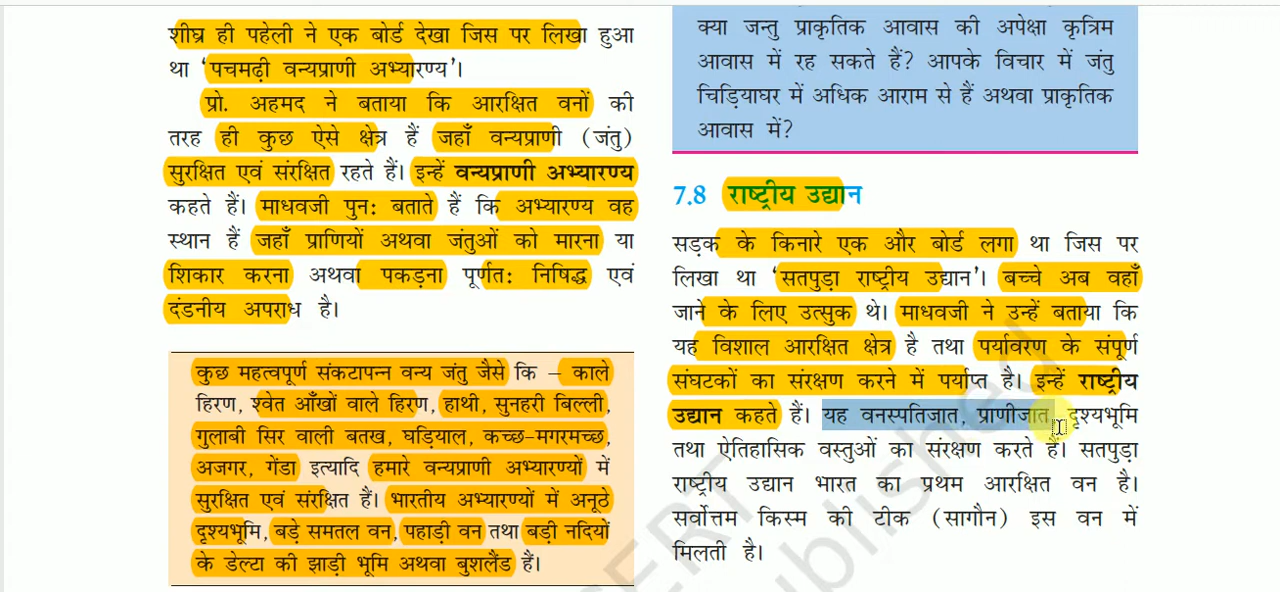 शीघ्र ही पहेली ने एक बोर्ड देखा जिस पर लिखा हुआ
था ‘पचमढ़ी वन्यप्राणी अभ्यारण्य’।
प्रो. अहमद ने बताया कि आरक्षित वनों की
तरह ही कुछ ऐसे क्षेत्र हैं जहाँ वन्यप्राणी (जंतु)
सुरक्षित एवं संरक्षित रहते हैं। इन्हें वन्यप्राणी अभ्यारण्य
कहते हैं। माधवजी पुन: बताते हैं कि अभ्यारण्य वह
स्थान हैं जहाँ प्राणियों अथवा जंतुओं को मारना या
शिकार करना अथवा पकड़ना पूर्णत: निषिद्ध एवं
दंडनीय अपराध है।
कुछ महत्वपूर्ण संकटापन्न वन्य जंतु जैसे कि – काले
हिरण, श्वेत आँखों वाले हिरण, हाथी, सुनहरी बिल्ली,
गुलाबी सिर वाली बतख, घड़ियाल, कच्छ-मगरमच्छ,
अजगर, गेंडा इत्यादि हमारे वन्यप्राणी अभ्यारण्यों में
सुरक्षित एवं संरक्षित हैं। भारतीय अभ्यारण्यों में अनूठे
दृश्यभूमि, बड़े समतल वन, पहाड़ी वन तथा बड़ी नदियों
के डेल्टा की झाड़ी भूमि अथवा बुशलैंड हैं।
क्या जन्तु प्राकृतिक आवास की अपेक्षा कृत्रिम
आवास में रह सकते हैं? आपके विचार में जंतु
चिड़ियाघर में अधिक आराम से हैं अथवा प्राकृतिक
आवास में?
7.8 राष्ट्रीय उद्यान
सड़क के किनारे एक और बोर्ड लगा था जिस पर
लिखा था ‘सतपुड़ा राष्ट्रीय उद्यान’। बच्चे अब वहाँ
जाने के लिए उत्सुक थे। माधवजी ने उन्हें बताया कि
यह विशाल आरक्षित क्षेत्र है तथा पर्यावरण के संपूर्ण
संघटकों का संरक्षण करने में पर्याप्त है। इन्हें राष्ट्रीय
उद्यान कहते हैं। यह वनस्पतिजात, प्राणीजात, दृश्यभूमि
तथा ऐतिहासिक वस्तुओं का संरक्षण करते हैं। सतपुड़ा
राष्ट्रीय उद्यान भारत का प्रथम आरक्षित वन है।
सर्वोत्तम किस्म की टीक (सागौन) इस वन में
मिलती है।